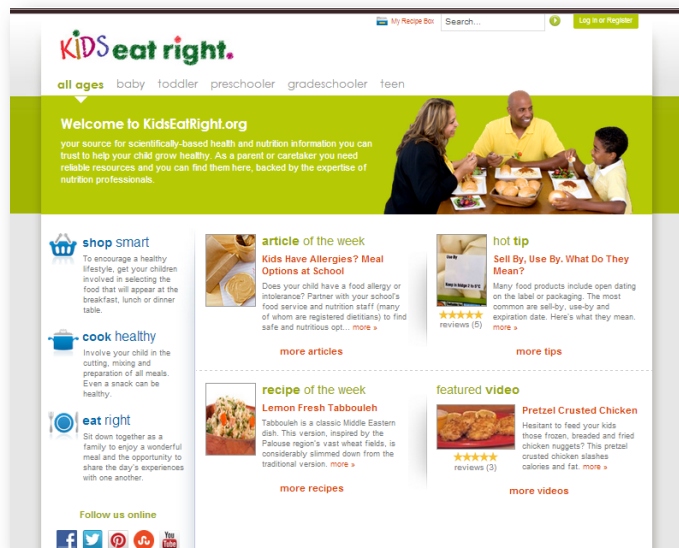 My Recipe Box
Search...
Log In or Register
KiDS eat right.
all ages baby toddler preschooler gradeschooler teen
Welcome to KidsEatRight.org
your source for scientifically-based health and nutrition information you can
trust to help your child grow healthy. As a parent or caretaker you need
reliable resources and you can find them here, backed by the expertise of
nutrition professionals.
shop smart
To encourage a healthy
lifestyle, get your children
involved in selecting the
food that will appear at the
breakfast, lunch or dinner
table.
cook healthy
Involve your child in the
cutting, mixing and
preparation of all meals.
Even a snack can be
healthy.
eat right
Sit down together as a
family to enjoy a wonderful
meal and the opportunity to
share the day's experiences
with one another.
Follow us online
You
Tube
article of the week
Kids Have Allergies? Meal
Options at School
Does your child have a food allergy or
intolerance? Partner with your school's
food service and nutrition staff (many
of whom are registered dietitians) to find
safe and nutritious opt... more »
more articles
hot tip
Use By
Sell By, Use By. What Do They
Mean?
Many food products include open dating
on the label or packaging. The most
common are sell-by, use-by and
expiration date. Here's what they mean.
more »
reviews (5)
more tips
recipe of the week
Lemon Fresh Tabbouleh
Tabbouleh is a classic Middle Eastern
dish. This version, inspired by the
Palouse region's vast wheat fields, is
considerably slimmed down from the
traditional version. more »
more recipes
featured video
Pretzel Crusted Chicken
Hesitant to feed your kids
those frozen, breaded and fried
chicken nuggets? This pretzel
crusted chicken slashes
calories and fat. more »
reviews (3)
more videos